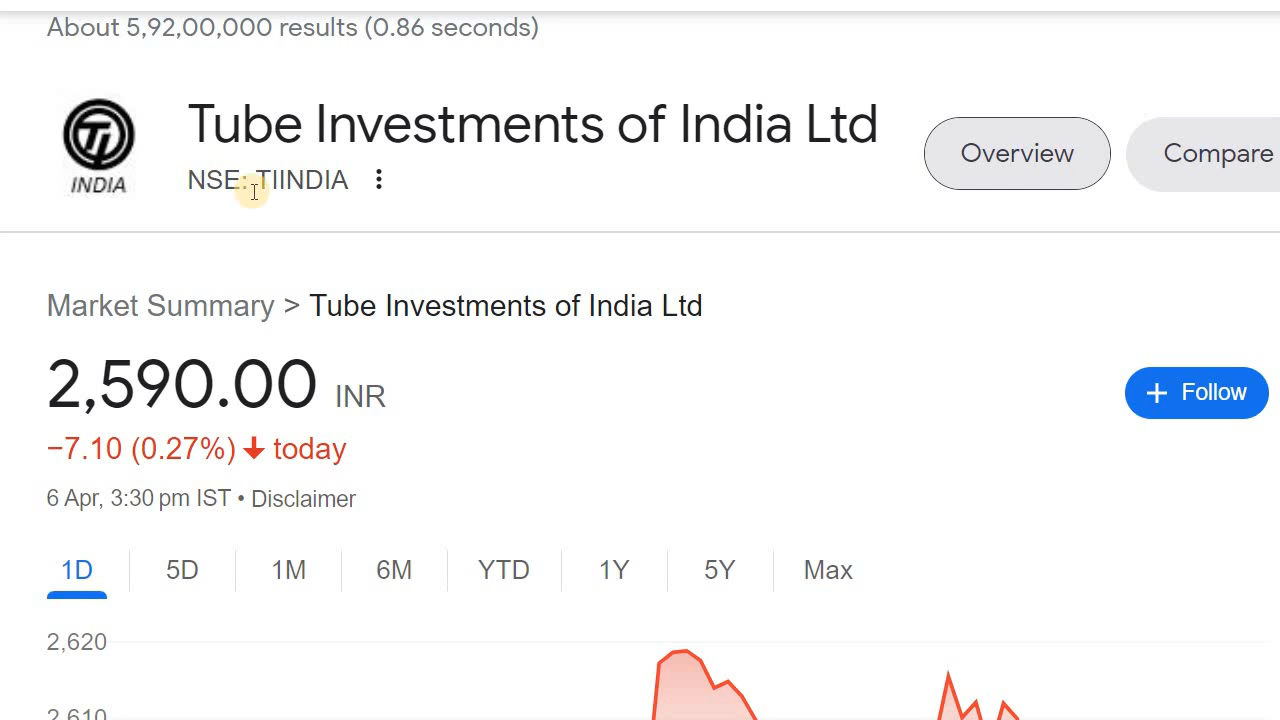 About 5,92,00,000 results (0.86 seconds)
TI
INDIA
Tube Investments of India Ltd
NSE: TIINDIA
Overview
Compare
Market Summary > Tube Investments of India Ltd
2,590.00 INR
+ Follow
−7.10 (0.27%) today
6 Apr, 3:30 pm IST • Disclaimer
1D 5D 1M 6M YTD 1Y 5Y Max
2,620
2,610